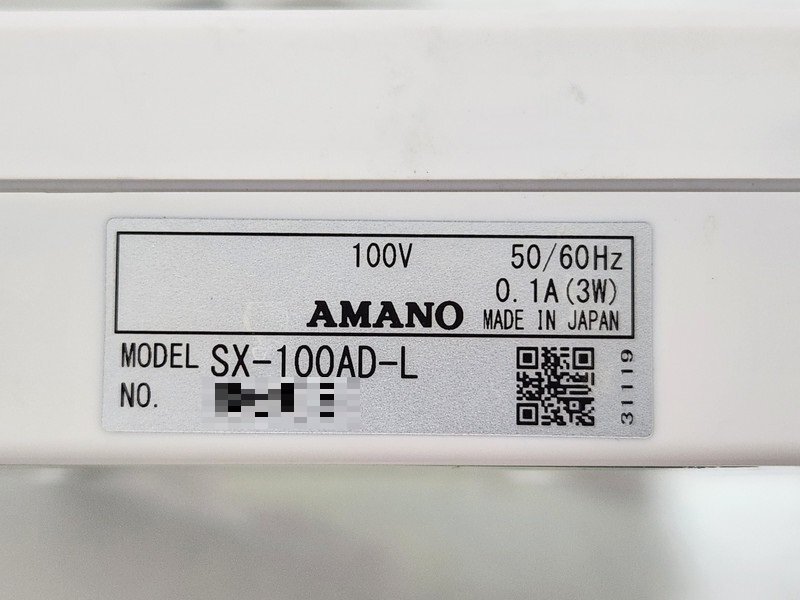 100V 50/60Hz
0.1A(3W)
AMANO MADE IN JAPAN
MODEL SX-100AD-L
NO.
31119